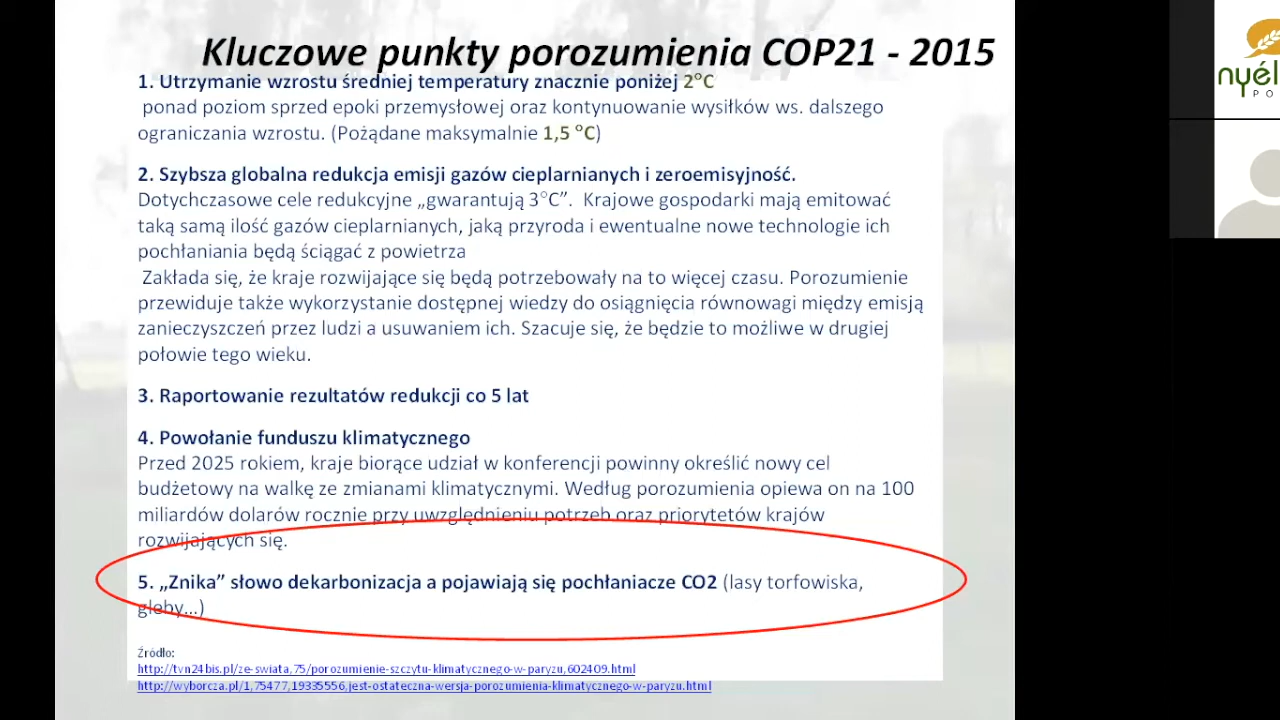 Kluczowe punkty porozumienia COP21 - 2015
1. Utrzymanie wzrostu średniej temperatury znacznie poniżej 2°C
ponad poziom sprzed epoki przemysłowej oraz kontynuowanie wysiłków ws. dalszego
ograniczania wzrostu. (Pożądane maksymalnie 1,5 °C)
2. Szybsza globalna redukcja emisji gazów cieplarnianych i zeroemisyjność.
Dotychczasowe cele redukcyjne „gwarantują 3°C”. Krajowe gospodarki mają emitować
taką samą ilość gazów cieplarnianych, jaką przyroda i ewentualne nowe technologie ich
pochłaniania będą ściągać z powietrza
Zakłada się, że kraje rozwijające się będą potrzebowały na to więcej czasu. Porozumienie
przewiduje także wykorzystanie dostępnej wiedzy do osiągnięcia równowagi między emisją
zanieczyszczeń przez ludzi a usuwaniem ich. Szacuje się, że będzie to możliwe w drugiej
połowie tego wieku.
3. Raportowanie rezultatów redukcji co 5 lat
4. Powołanie funduszu klimatycznego
Przed 2025 rokiem, kraje biorące udział w konferencji powinny określić nowy cel
budżetowy na walkę ze zmianami klimatycznymi. Według porozumienia opiewa on na 100
miliardów dolarów rocznie przy uwzględnieniu potrzeb oraz priorytetów krajów
rozwijających się.
5. „Znika” słowo dekarbonizacja a pojawiają się pochłaniacze CO2 (lasy torfowiska,
gleby...)
Źródło:
http://tvn24bis.pl/ze-swiata,75/porozumienie-szczytu-klimatycznego-w-paryzu,602409.html
http://wyborcza.pl/1,75477,19335556,jest-ostateczna-wersja-porozumienia-klimatycznego-w-paryzu.html
nyél
PO